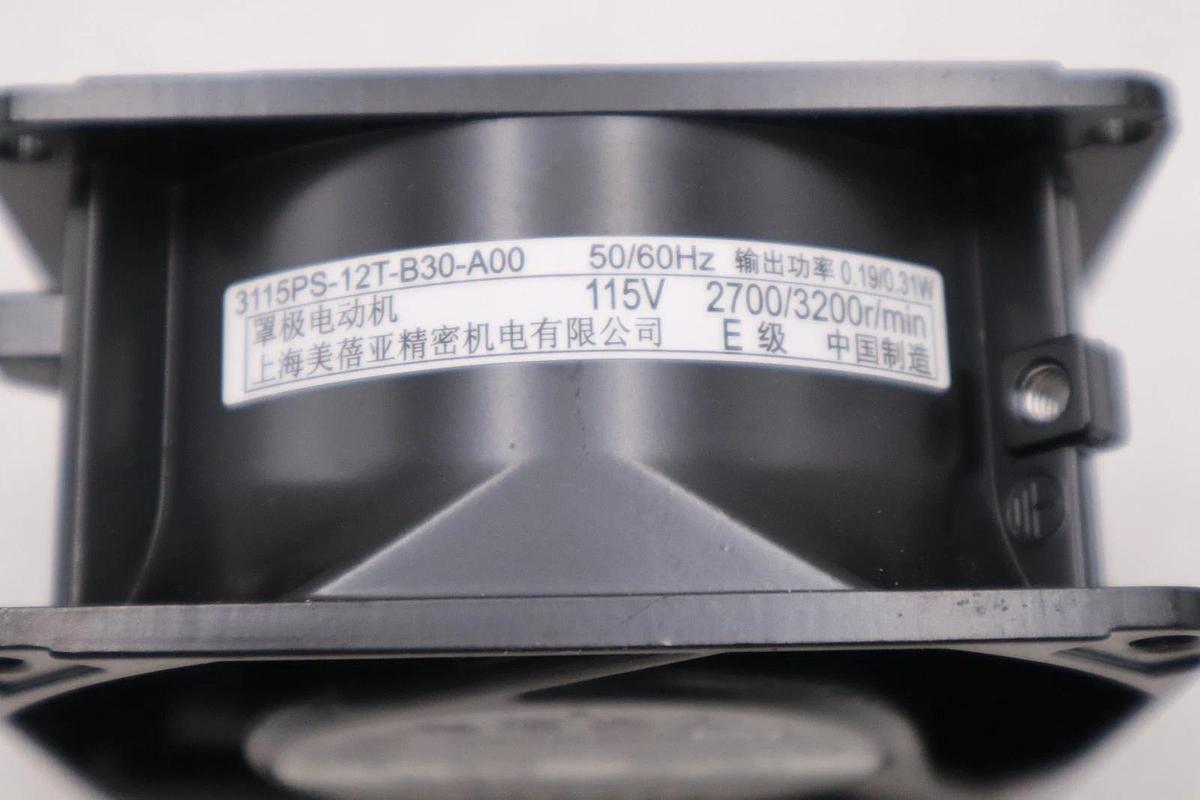 3115PS-12T-B30-A00 50/60Hz 输出功率 0.19/0.31W
罩极电动机 115V 2700/3200r/min
上海美蓓亚精密机电有限公司 E 级 中国制造